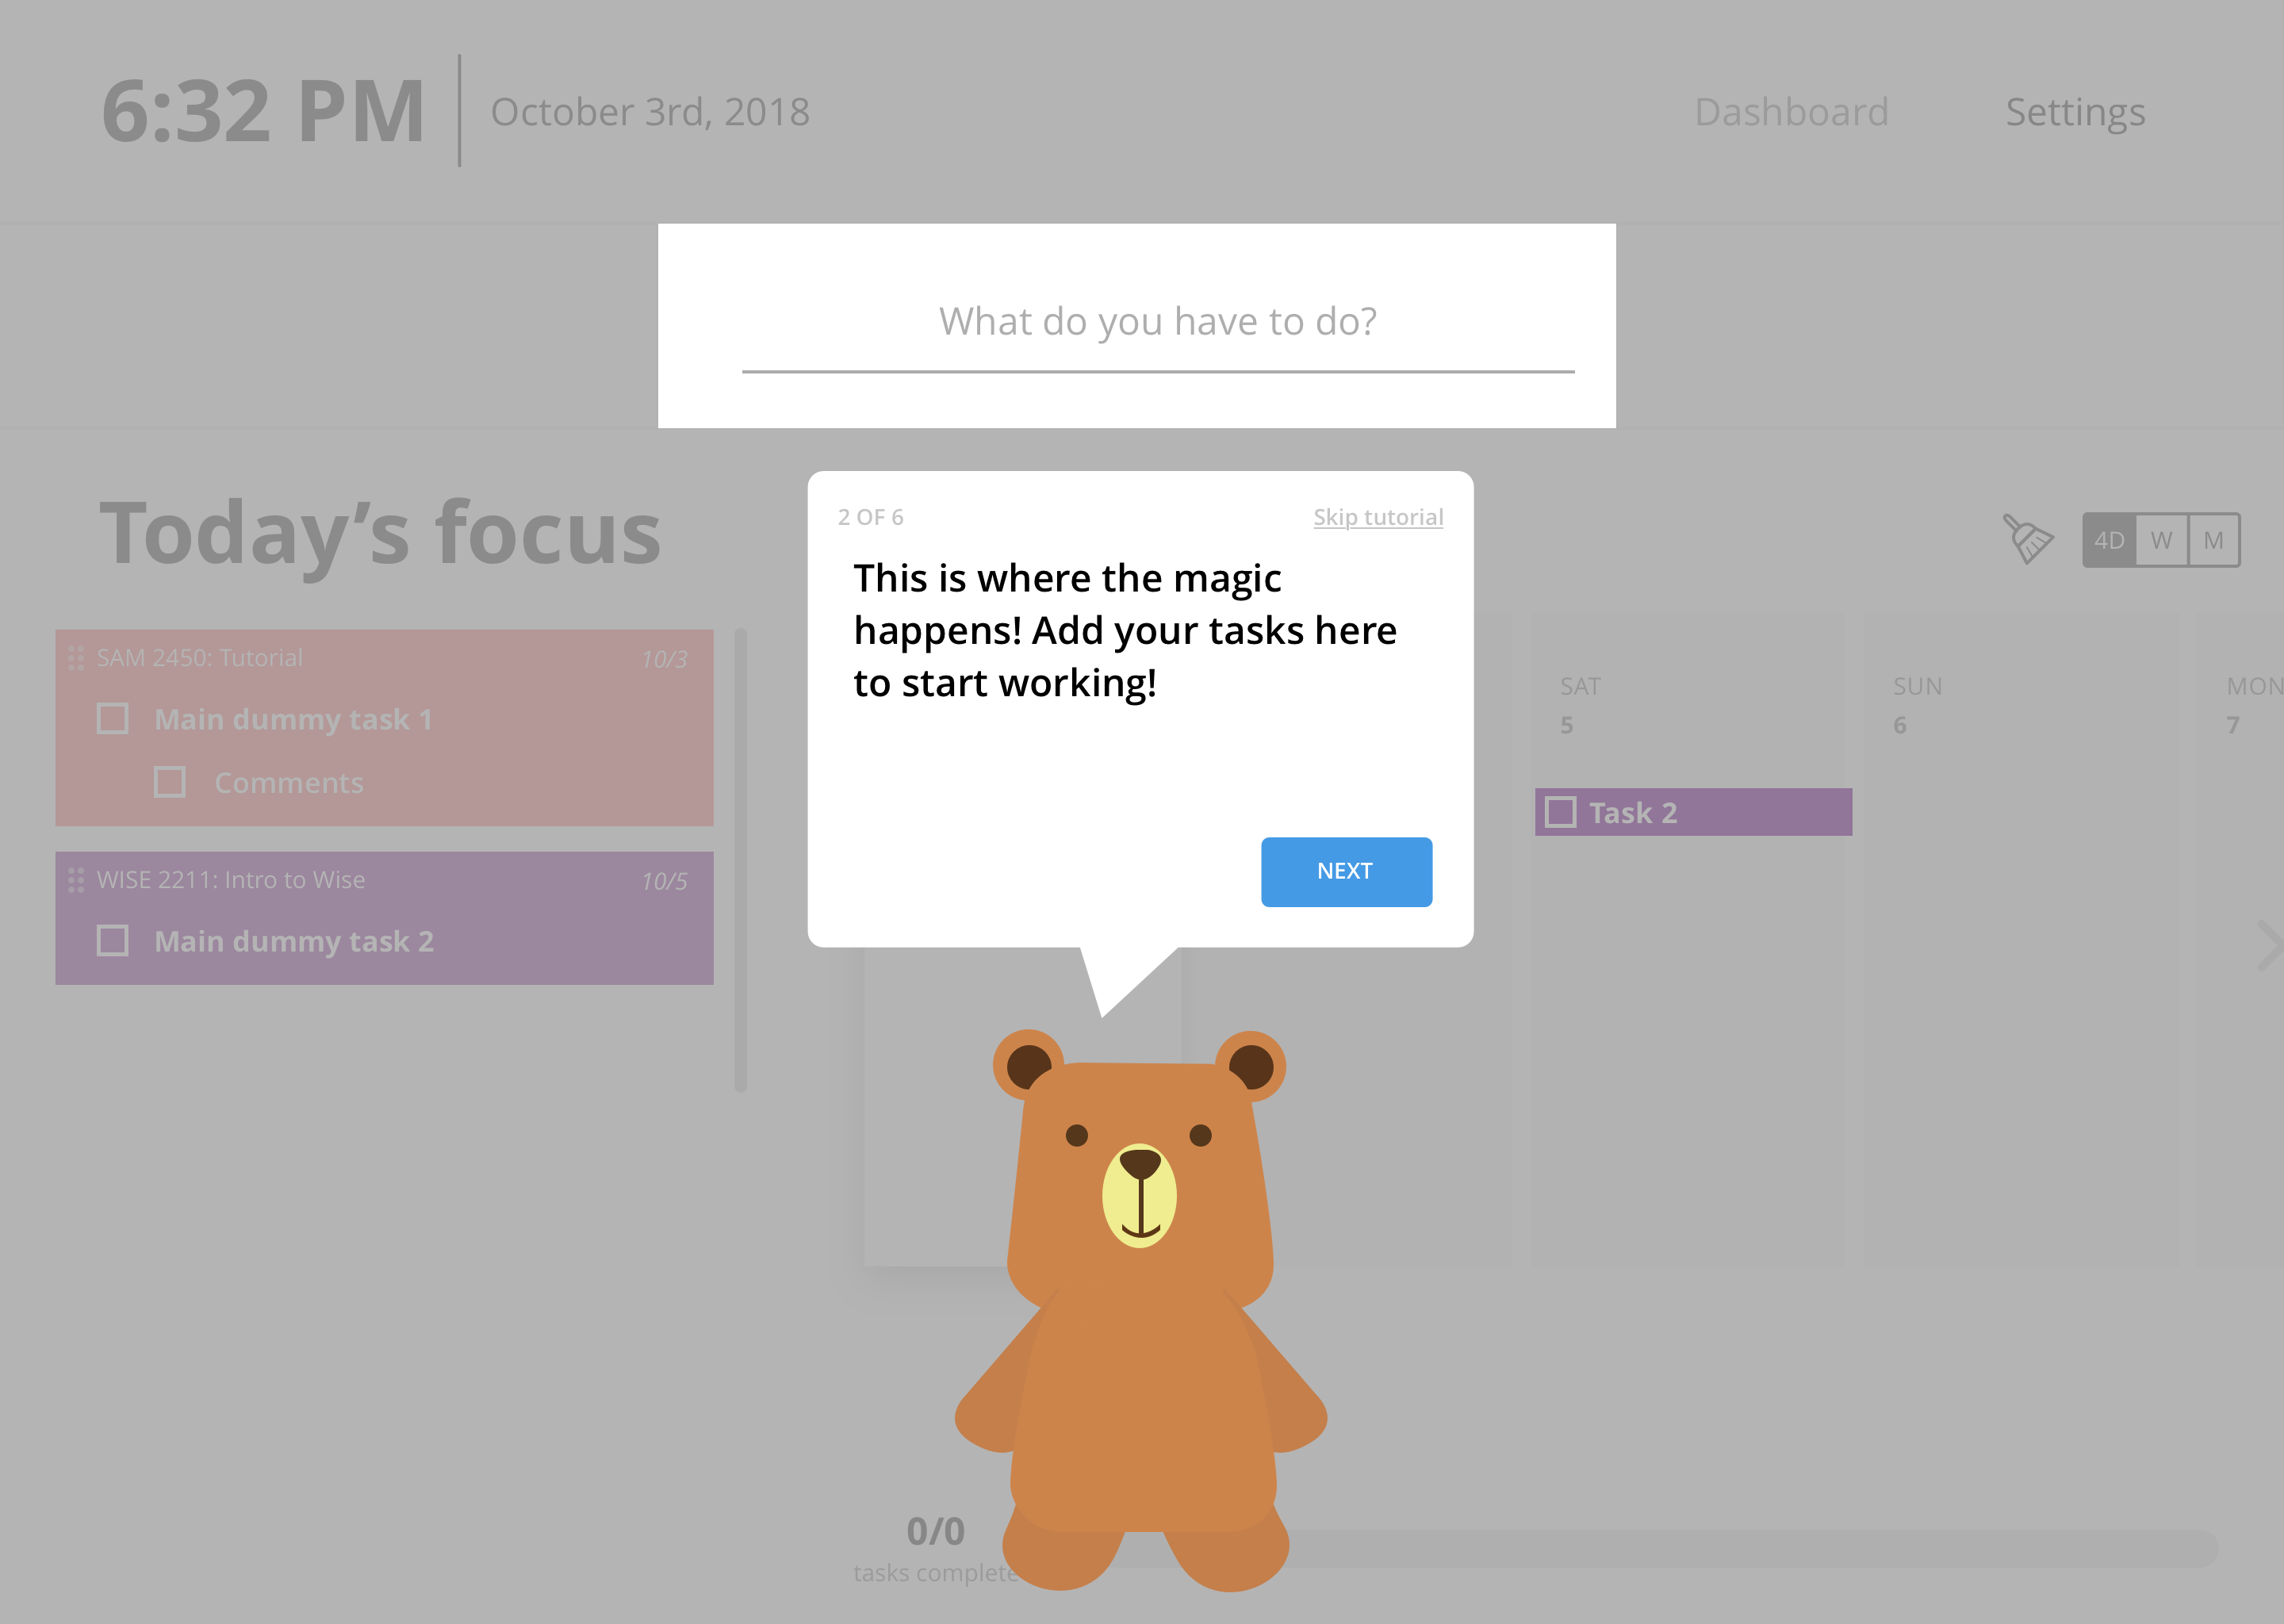 6:32 PM
October 3rd, 2018
Dashboard
Settings
What do you have to do?
Today’s focus
4D
W
M
2 OF 6
Skip tutorial
This is where the magic
happens! Add your tasks here
to start working!
NEXT
SAM 2450: Tutorial
10/3
Main dummy task 1
Comments
WISE 2211: Intro to Wise
10/5
Main dummy task 2
SAT
5
Task 2
SUN
6
MON
7
0/0
tasks complete